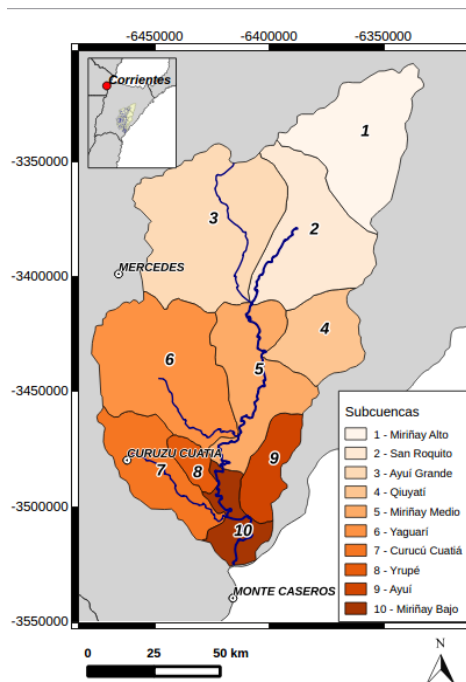 -6450000 -6400000 -6350000
Corrientes
1
-3350000
3
2
MERCEDES
-3400000
4
6
5
-3450000
Subcuencas
1 - Miriñay Alto
2 - San Roquito
3 - Ayuí Grande
4 - Qiuyatí
5 - Miriñay Medio
6 - Yaguarí
7 - Curucú Cuatiá
8 - Yrupé
9 - Ayuí
10 - Miriñay Bajo
9
CURUZU CUATIA
7
8
-3500000
10
MONTE CASEROS
-3550000
N
0 25 50 km